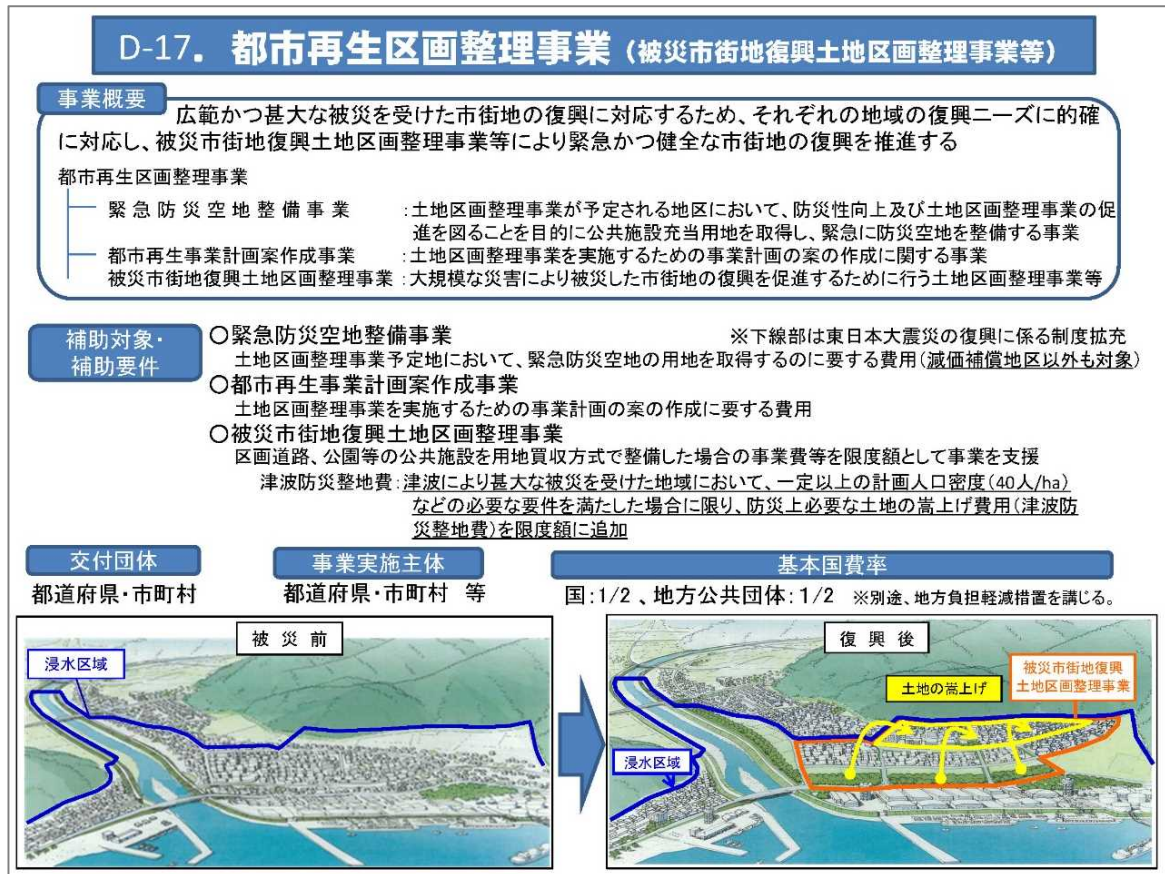 D-17．都市再生区画整理事業（被災市街地復興土地区画整理事業等）
事業概要
広範かつ甚大な被災を受けた市街地の復興に対応するため、それぞれの地域の復興ニーズに的確
に対応し、被災市街地復興土地区画整理事業等により緊急かつ健全な市街地の復興を推進する
都市再生区画整理事業
緊急防災空地整備事業　：土地区画整理事業が予定される地区において、防災性向上及び土地区画整理事業の促
進を図ることを目的に公共施設充当用地を取得し、緊急に防災空地を整備する事業
都市再生事業計画案作成事業　：土地区画整理事業を実施するための事業計画の案の作成に関する事業
被災市街地復興土地区画整理事業：大規模な災害により被災した市街地の復興を促進するために行う土地区画整理事業等
補助対象・
補助要件
○緊急防災空地整備事業　※下線部は東日本大震災の復興に係る制度拡充
土地区画整理事業予定地において、緊急防災空地の用地を取得するのに要する費用（減価補償地区以外も対象）
○都市再生事業計画案作成事業
土地区画整理事業を実施するための事業計画の案の作成に要する費用
○被災市街地復興土地区画整理事業
区画道路、公園等の公共施設を用地買収方式で整備した場合の事業費等を限度額として事業を支援
津波防災整地費：津波により甚大な被災を受けた地域において、一定以上の計画人口密度（40人/ha）
などの必要な要件を満たした場合に限り、防災上必要な土地の嵩上げ費用（津波防
災整地費）を限度額に追加
交付団体
都道府県・市町村
事業実施主体
都道府県・市町村　等
基本国費率
国：1/2 、地方公共団体：1/2　※別途、地方負担軽減措置を講じる。
被災前
浸水区域
復興後
被災市街地復興
土地区画整理事業
土地の嵩上げ
浸水区域